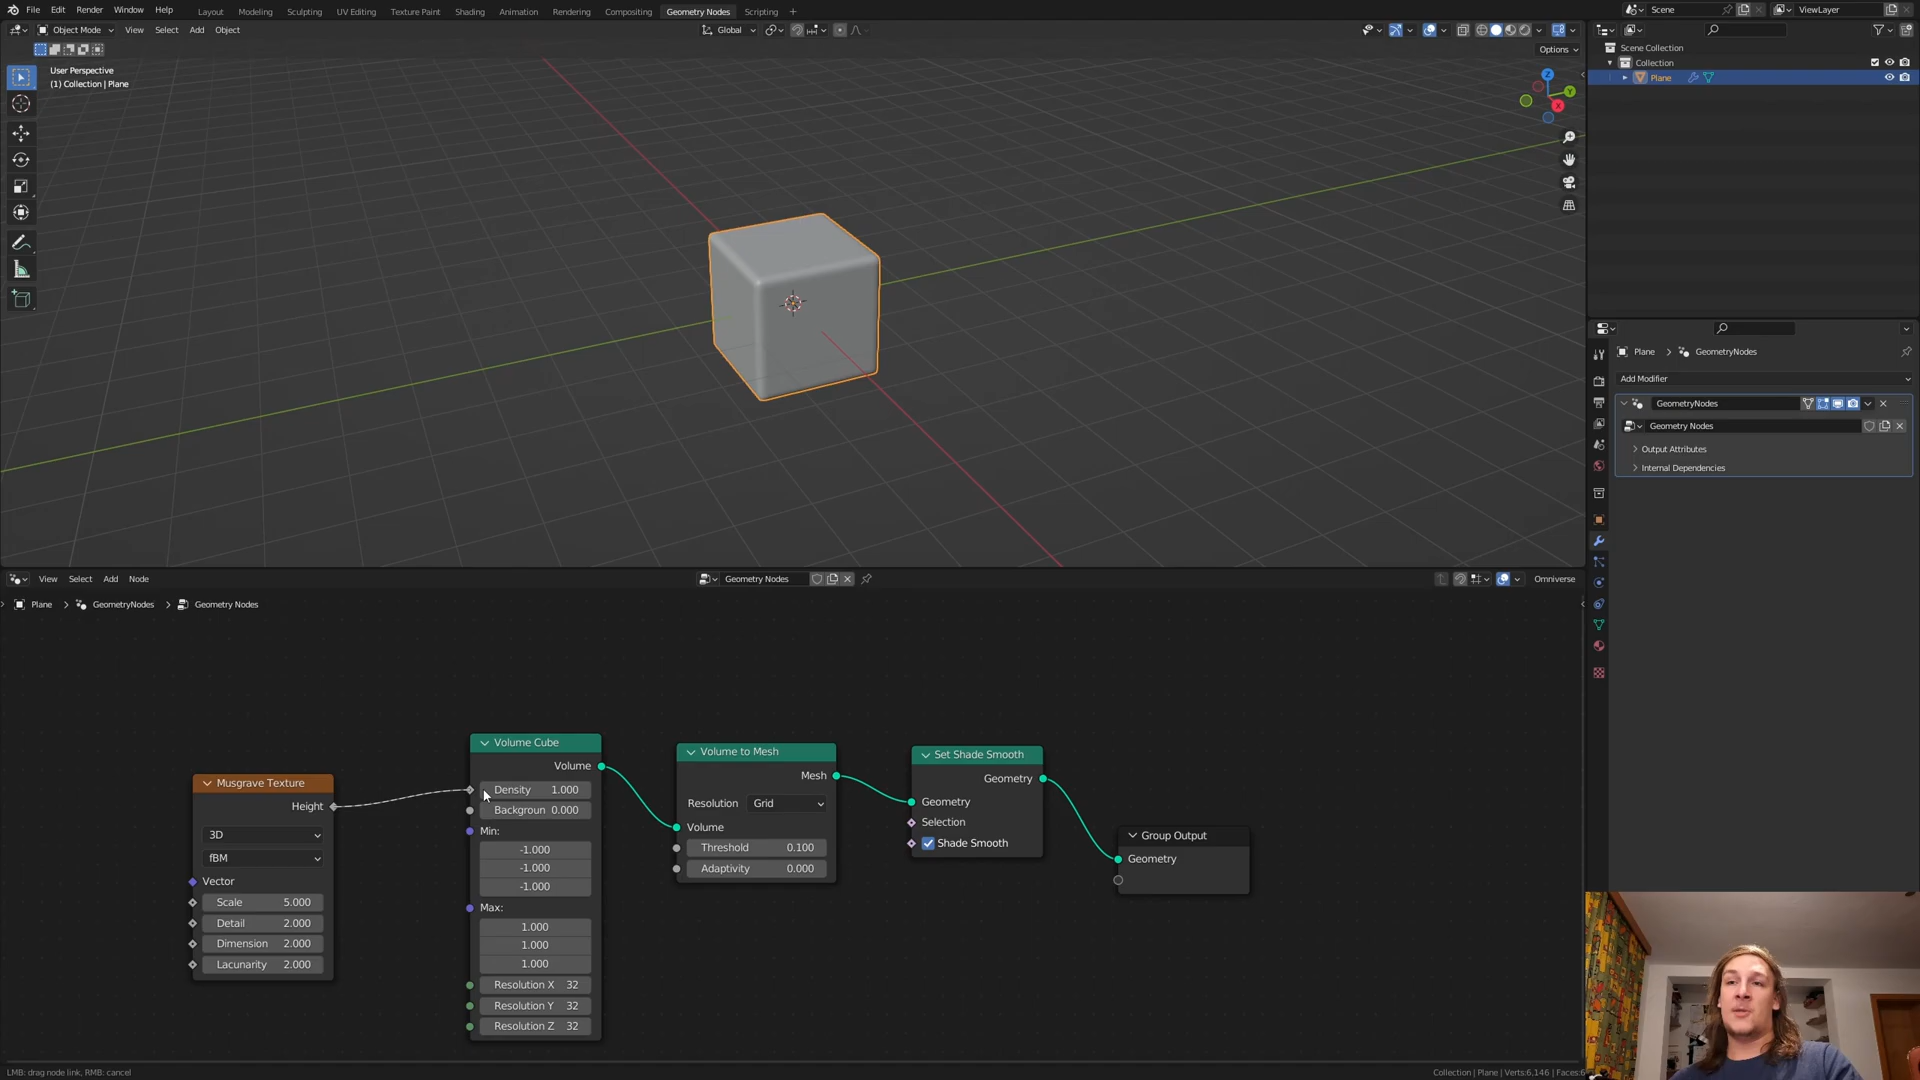 File Edit Render Window Help Layout Modeling Sculpting UV Editing Texture Paint Shading Animation Rendering Compositing Geometry Nodes Scripting + Scene ViewLayer
Object Mode View Select Add Object Global
Options
User Perspective
(1) Collection | Plane
Z
Y
X
Scene Collection
Collection
Plane
Plane > GeometryNodes
Add Modifier
GeometryNodes
Geometry Nodes
Output Attributes
Internal Dependencies
View Select Add Node Geometry Nodes Omniverse
Plane > GeometryNodes > Geometry Nodes
Musgrave Texture
Height
3D
fBM
Vector
Scale 5.000
Detail 2.000
Dimension 2.000
Lacunarity 2.000
Volume Cube
Volume
Density 1.000
Backgroun 0.000
Min:
-1.000
-1.000
-1.000
Max:
1.000
1.000
1.000
Resolution X 32
Resolution Y 32
Resolution Z 32
Volume to Mesh
Mesh
Resolution Grid
Volume
Threshold 0.100
Adaptivity 0.000
Set Shade Smooth
Geometry
Geometry
Selection
Shade Smooth
Group Output
Geometry
LMB: drag node link, RMB: cancel
Collection | Plane | Verts:6,146 | Faces:6